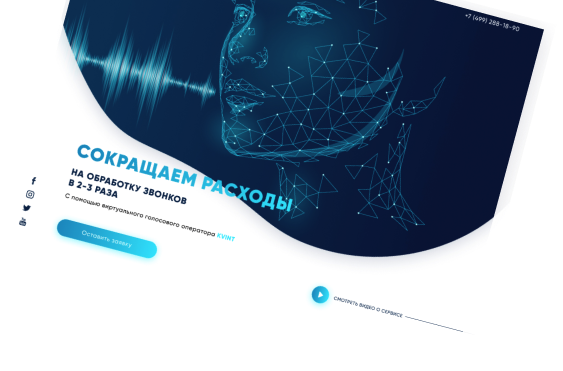 +7 (499) 288-18-90
СОКРАЩАЕМ РАСХОДЫ
НА ОБРАБОТКУ ЗВОНКОВ
В 2-3 РАЗА
С помощью виртуального голосового оператора KVINT
Оставить заявку
СМОТРЕТЬ ВИДЕО О СЕРВИСЕ